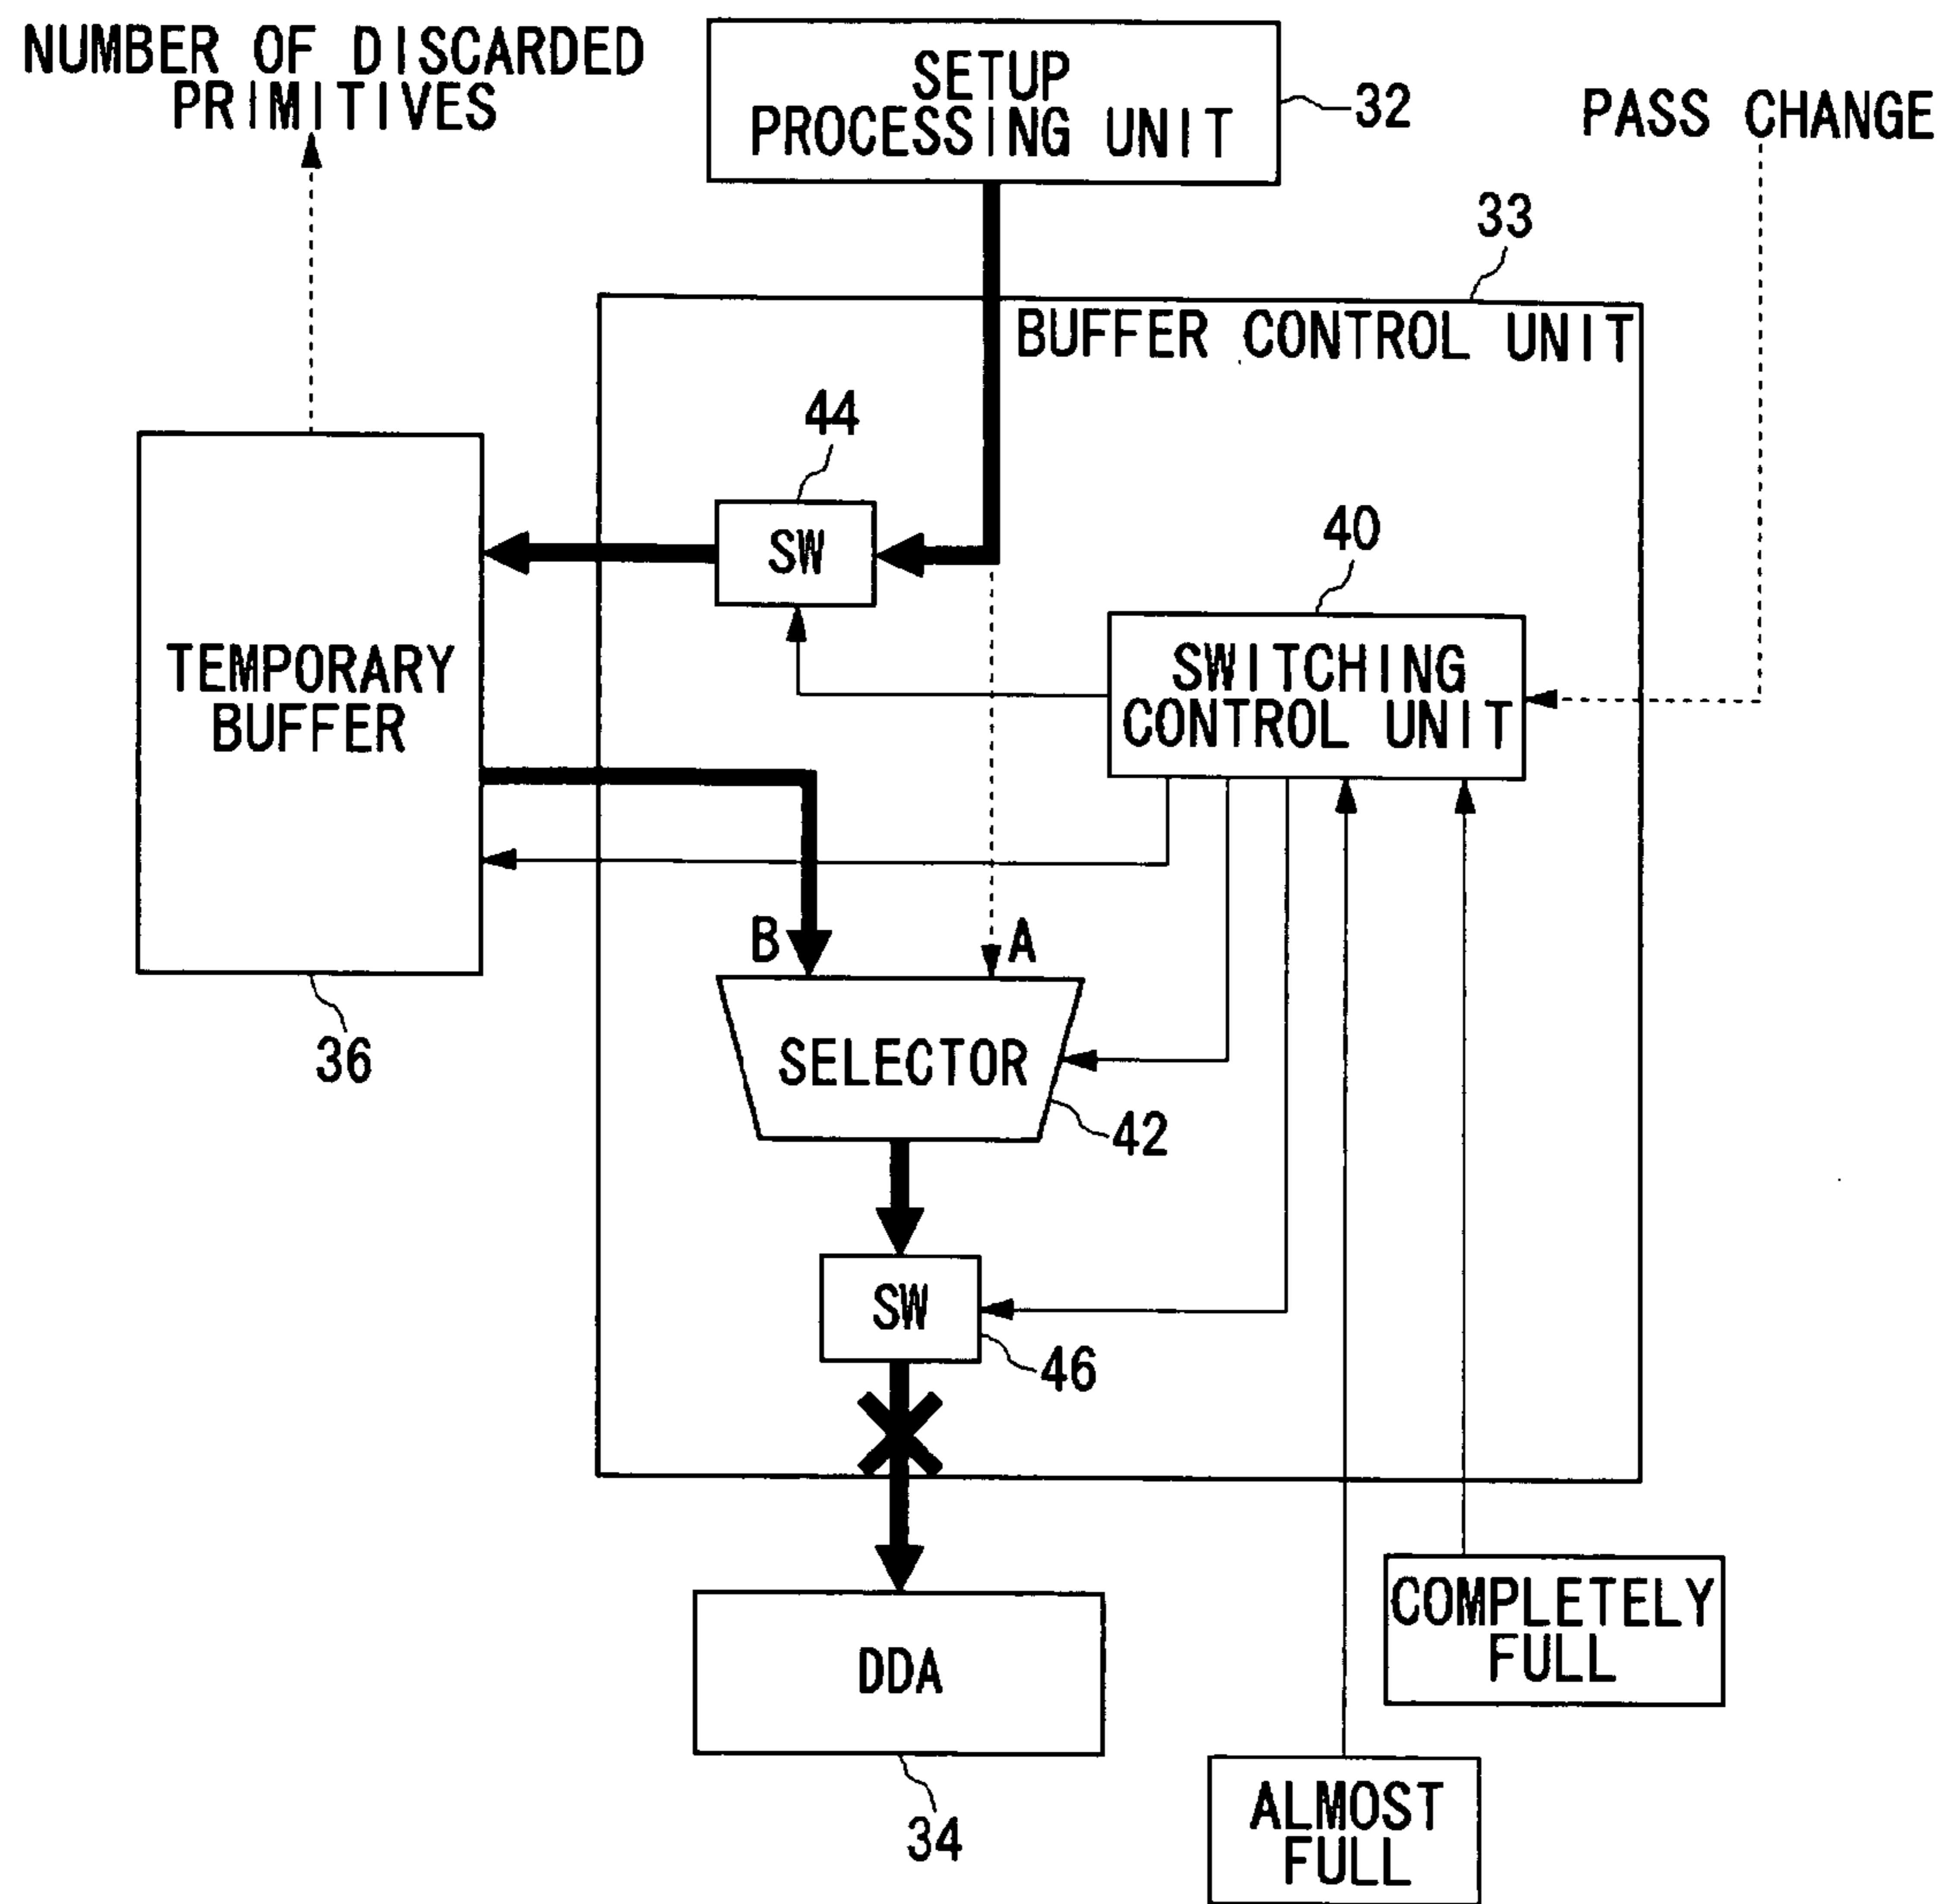 NUMBER OF DISCARDED
PRIMITIVES
SETUP
PROCESSING UNIT
32
PASS CHANGE
33
BUFFER CONTROL UNIT
44
SW
40
SWITCHING
CONTROL UNIT
TEMPORARY
BUFFER
B
A
36
SELECTOR
42
SW
46
COMPLETELY
FULL
DDA
34
ALMOST
FULL